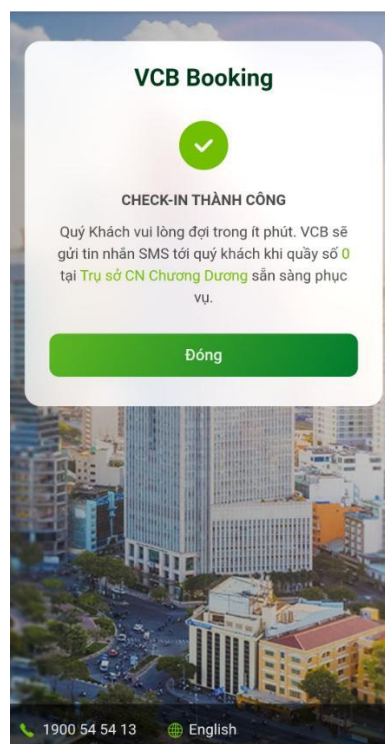 VCB Booking
CHECK-IN THÀNH CÔNG
Quý Khách vui lòng đợi trong ít phút. VCB sẽ
gửi tin nhắn SMS tới quý khách khi quầy số 0
tại Trụ sở CN Chương Dương sẵn sàng phục
vụ.
Đóng
1900 54 54 13 English